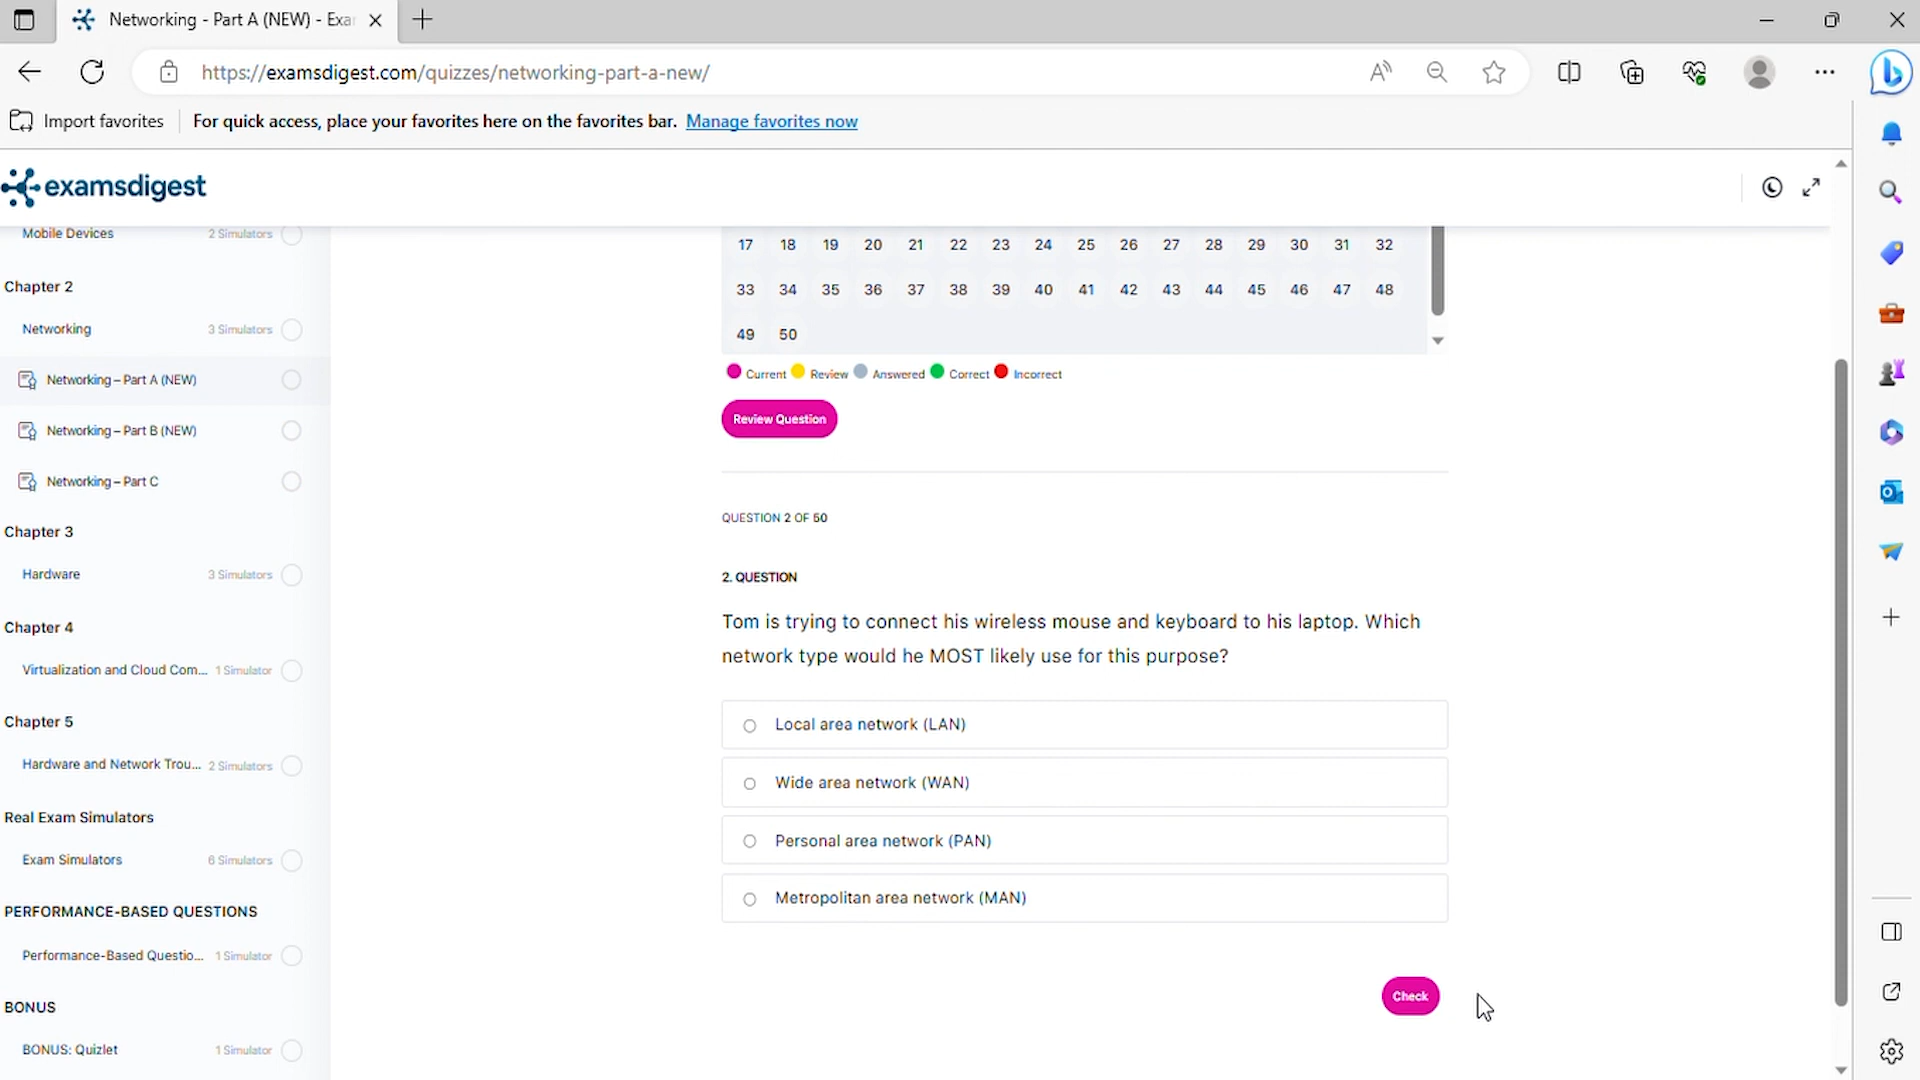 Networking - Part A (NEW) - Exa
https://examsdigest.com/quizzes/networking-part-a-new/
Import favorites
For quick access, place your favorites here on the favorites bar. Manage favorites now
examsdigest
Mobile Devices 2 Simulators
Chapter 2
Networking 3 Simulators
Networking – Part A (NEW)
Networking – Part B (NEW)
Networking – Part C
Chapter 3
Hardware 3 Simulators
Chapter 4
Virtualization and Cloud Com... 1 Simulator
Chapter 5
Hardware and Network Trou... 2 Simulators
Real Exam Simulators
Exam Simulators 6 Simulators
PERFORMANCE-BASED QUESTIONS
Performance-Based Questio... 1 Simulator
BONUS
BONUS: Quizlet 1 Simulator
17 18 19 20 21 22 23 24 25 26 27 28 29 30 31 32
33 34 35 36 37 38 39 40 41 42 43 44 45 46 47 48
49 50
Current Review Answered Correct Incorrect
Review Question
QUESTION 2 OF 50
2. QUESTION
Tom is trying to connect his wireless mouse and keyboard to his laptop. Which
network type would he MOST likely use for this purpose?
Local area network (LAN)
Wide area network (WAN)
Personal area network (PAN)
Metropolitan area network (MAN)
Check